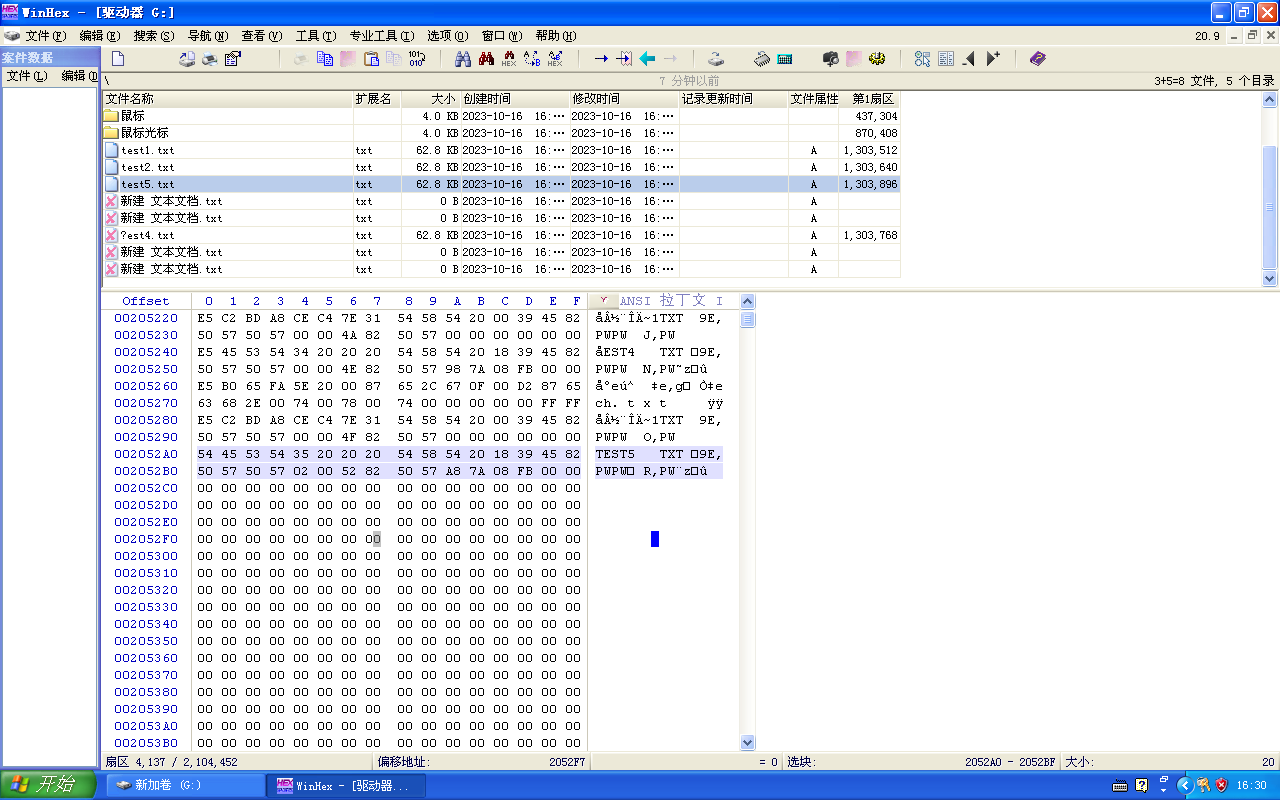 WinHex - [驱动器 G:]
文件(F) 编辑(E) 搜索(S) 导航(N) 查看(V) 工具(T) 专业工具(I) 选项(O) 窗口(W) 帮助(H) 20.9
案件数据
文件(L) 编辑(D
\ 7 分钟以前 3+5=8 文件, 5 个目录
文件名称 扩展名 大小 创建时间 修改时间 记录更新时间 文件属性 第1扇区
鼠标 4.0 KB 2023-10-16 16:… 2023-10-16 16:… 437,304
鼠标光标 4.0 KB 2023-10-16 16:… 2023-10-16 16:… 870,408
test1.txt txt 62.8 KB 2023-10-16 16:… 2023-10-16 16:… A 1,303,512
test2.txt txt 62.8 KB 2023-10-16 16:… 2023-10-16 16:… A 1,303,640
test5.txt txt 62.8 KB 2023-10-16 16:… 2023-10-16 16:… A 1,303,896
新建 文本文档.txt txt 0 B 2023-10-16 16:… 2023-10-16 16:… A
新建 文本文档.txt txt 0 B 2023-10-16 16:… 2023-10-16 16:… A
?est4.txt txt 62.8 KB 2023-10-16 16:… 2023-10-16 16:… A 1,303,768
新建 文本文档.txt txt 0 B 2023-10-16 16:… 2023-10-16 16:… A
新建 文本文档.txt txt 0 B 2023-10-16 16:… 2023-10-16 16:… A
Offset 0 1 2 3 4 5 6 7 8 9 A B C D E F ANSI 拉丁文 I
00205220 E5 C2 BD A8 CE C4 7E 31 54 58 54 20 00 39 45 82 åÂ½¨ÎÄ~1TXT 9E‚
00205230 50 57 50 57 00 00 4A 82 50 57 00 00 00 00 00 00 PWPW J‚PW
00205240 E5 45 53 54 34 20 20 20 54 58 54 20 18 39 45 82 åEST4 TXT □9E‚
00205250 50 57 50 57 00 00 4E 82 50 57 98 7A 08 FB 00 00 PWPW N‚PW˜z□û
00205260 E5 B0 65 FA 5E 20 00 87 65 2C 67 0F 00 D2 87 65 å°eú^ ‡e,g□ Ò‡e
00205270 63 68 2E 00 74 00 78 00 74 00 00 00 00 00 FF FF ch. t x t ÿÿ
00205280 E5 C2 BD A8 CE C4 7E 31 54 58 54 20 00 39 45 82 åÂ½¨ÎÄ~1TXT 9E‚
00205290 50 57 50 57 00 00 4F 82 50 57 00 00 00 00 00 00 PWPW O‚PW
002052A0 54 45 53 54 35 20 20 20 54 58 54 20 18 39 45 82 TEST5 TXT □9E‚
002052B0 50 57 50 57 02 00 52 82 50 57 A8 7A 08 FB 00 00 PWPW□ R‚PW¨z□û
002052C0 00 00 00 00 00 00 00 00 00 00 00 00 00 00 00 00
002052D0 00 00 00 00 00 00 00 00 00 00 00 00 00 00 00 00
002052E0 00 00 00 00 00 00 00 00 00 00 00 00 00 00 00 00
002052F0 00 00 00 00 00 00 00 00 00 00 00 00 00 00 00 00
00205300 00 00 00 00 00 00 00 00 00 00 00 00 00 00 00 00
00205310 00 00 00 00 00 00 00 00 00 00 00 00 00 00 00 00
00205320 00 00 00 00 00 00 00 00 00 00 00 00 00 00 00 00
00205330 00 00 00 00 00 00 00 00 00 00 00 00 00 00 00 00
00205340 00 00 00 00 00 00 00 00 00 00 00 00 00 00 00 00
00205350 00 00 00 00 00 00 00 00 00 00 00 00 00 00 00 00
00205360 00 00 00 00 00 00 00 00 00 00 00 00 00 00 00 00
00205370 00 00 00 00 00 00 00 00 00 00 00 00 00 00 00 00
00205380 00 00 00 00 00 00 00 00 00 00 00 00 00 00 00 00
00205390 00 00 00 00 00 00 00 00 00 00 00 00 00 00 00 00
002053A0 00 00 00 00 00 00 00 00 00 00 00 00 00 00 00 00
002053B0 00 00 00 00 00 00 00 00 00 00 00 00 00 00 00 00
扇区 4,137 / 2,104,452 偏移地址: 2052F7 = 0 选块: 2052A0 - 2052BF 大小: 20
开始 新加卷 (G:) WinHex - [驱动器... 16:30